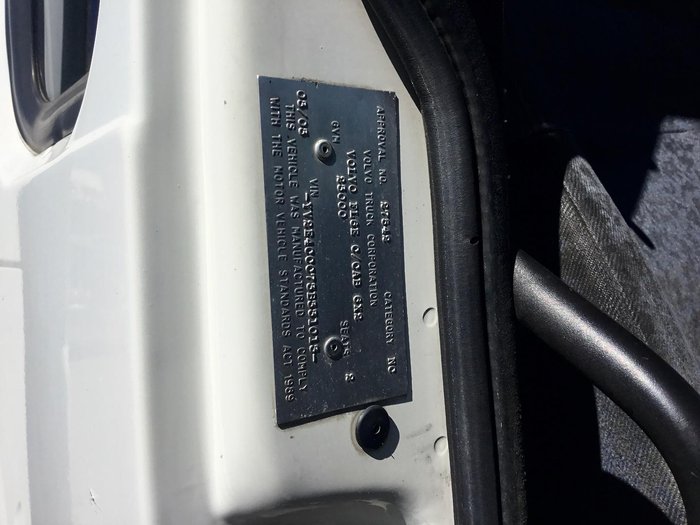 APPROVAL NO. 27642 CATEGORY NC
VOLVO TRUCK CORPORATION
VOLVO FL6E C/CAB 6X2
GVM 25000 SEATS 2
05/05 VIN
THIS VEHICLE WAS MANUFACTURED TO COMPLY
WITH THE MOTOR VEHICLE STANDARDS ACT 1989